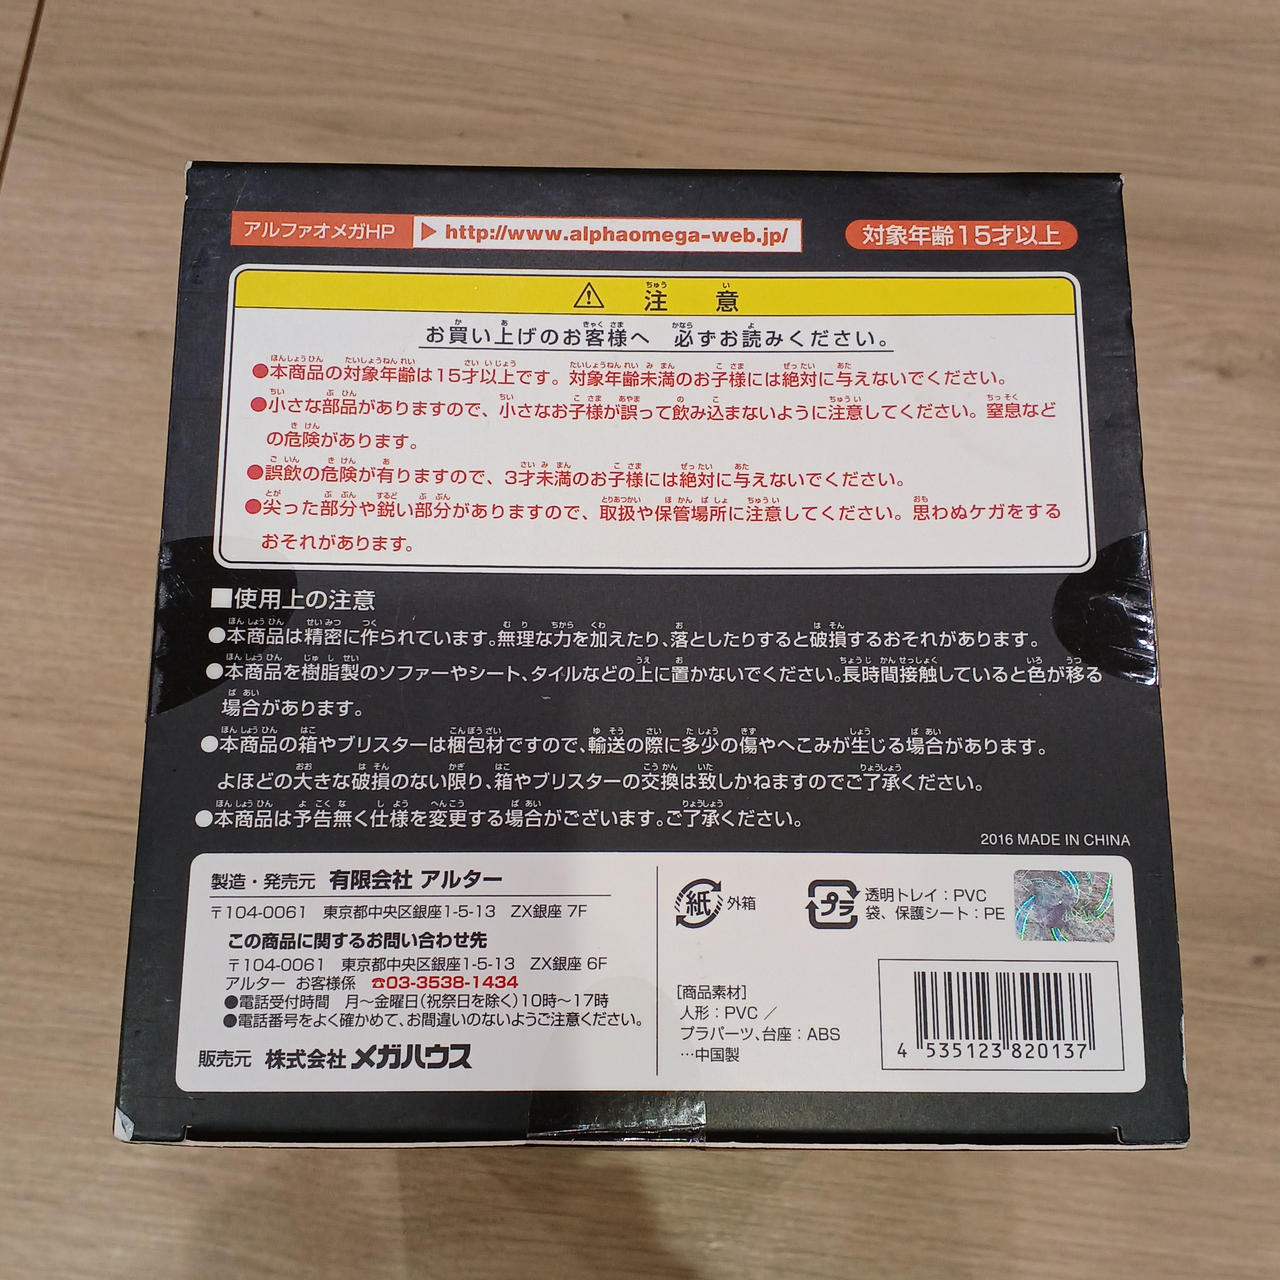 アルファオメガHP ▶ http://www.alphaomega-web.jp/ 対象年齢15才以上
⚠ 注意
お買い上げのお客様へ 必ずお読みください。
●本商品の対象年齢は15才以上です。対象年齢未満のお子様には絶対に与えないでください。
●小さな部品がありますので、小さなお子様が誤って飲み込まないように注意してください。窒息など
の危険があります。
●誤飲の危険が有りますので、3才未満のお子様には絶対に与えないでください。
●尖った部分や鋭い部分がありますので、取扱や保管場所に注意してください。思わぬケガをする
おそれがあります。
■使用上の注意
●本商品は精密に作られています。無理な力を加えたり、落としたりすると破損するおそれがあります。
●本商品を樹脂製のソファーやシート、タイルなどの上に置かないでください。長時間接触していると色が移る
場合があります。
●本商品の箱やブリスターは梱包材ですので、輸送の際に多少の傷やへこみが生じる場合があます。
よほどの大きな破損のない限り、箱やブリスターの交換は致しかねますのでご了承ください。
●本商品は予告無く仕様を変更する場合がございます。ご了承ください。
2016 MADE IN CHINA
製造・発売元 有限会社 アルター
〒104-0061 東京都中央区銀座1-5-13 ZX銀座 7F
この商品に関するお問い合わせ先
〒104-0061 東京都中央区銀座1-5-13 ZX銀座 6F
アルター お客様係 ☎03-3538-1434
●電話受付時間 月〜金曜日(祝祭日を除く)10時〜17時
●電話番号をよく確かめて、お間違いのないようご注意ください。
販売元 株式会社 メガハウス
紙 外箱
プラ 透明トレイ：PVC
袋、保護シート：PE
[商品素材]
人形：PVC ／
プラパーツ、台座：ABS
…中国製
4 535123 820137